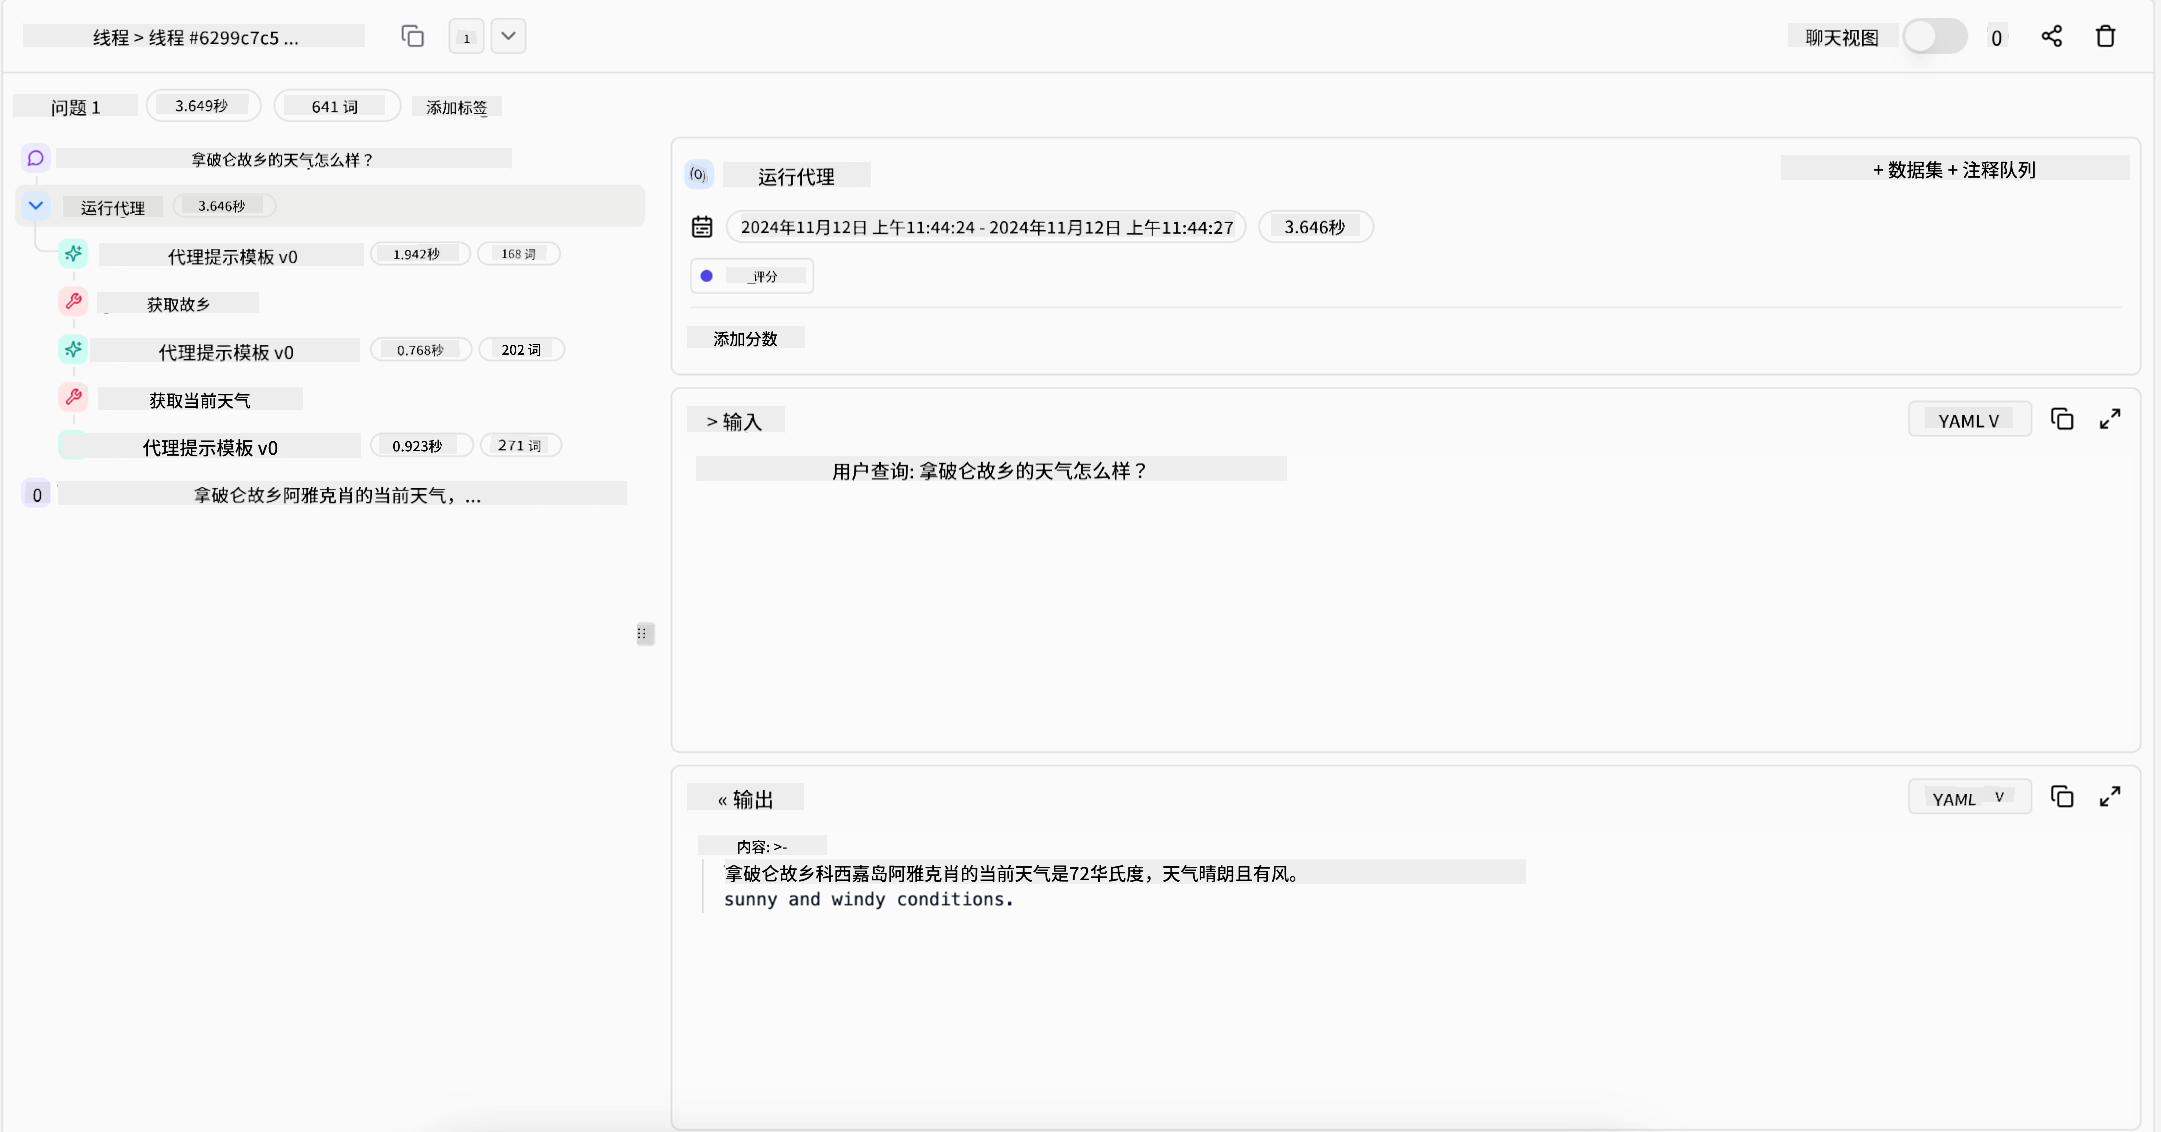 线程 > 线程 #6299c7c5 ...
1
聊天视图
0
问题 1
3.649秒
641 词
添加标签
拿破仑故乡的天气怎么样？
运行代理
3.646秒
代理提示模板 v0
1.942秒
168 词
获取故乡
代理提示模板 v0
0.768秒
202 词
获取当前天气
代理提示模板 v0
0.923秒
271 词
0
拿破仑故乡阿雅克肖的当前天气，...
(o)
运行代理
+ 数据集 + 注释队列
2024年11月12日 上午11:44:24 - 2024年11月12日 上午11:44:27
3.646秒
_评分
添加分数
> 输入
YAML V
用户查询: 拿破仑故乡的天气怎么样？
« 输出
YAML V
内容: >-
拿破仑故乡科西嘉岛阿雅克肖的当前天气是72华氏度，天气晴朗且有风。
sunny and windy conditions.